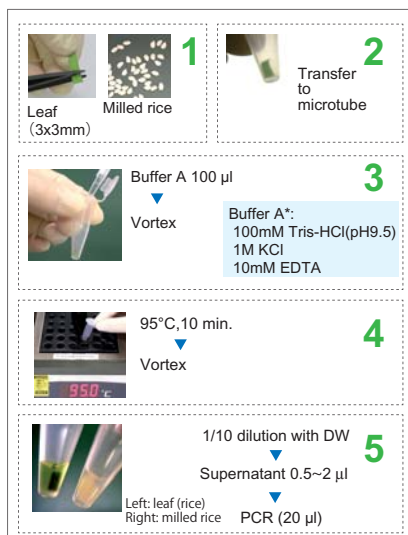 1
Leaf
（3x3mm）
Milled rice
2
Transfer
to
microtube
3
Buffer A 100 µl
Vortex
Buffer A*:
100mM Tris-HCl(pH9.5)
1M KCl
10mM EDTA
4
95°C,10 min.
Vortex
95.0 °C
5
1/10 dilution with DW
Supernatant 0.5~2 µl
PCR (20 µl)
Left: leaf (rice)
Right: milled rice